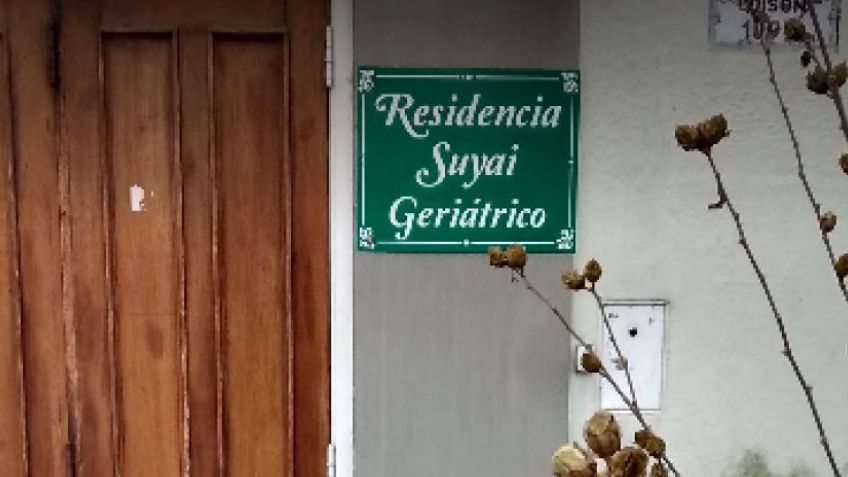 Residencia
Suyai
Geriátrico